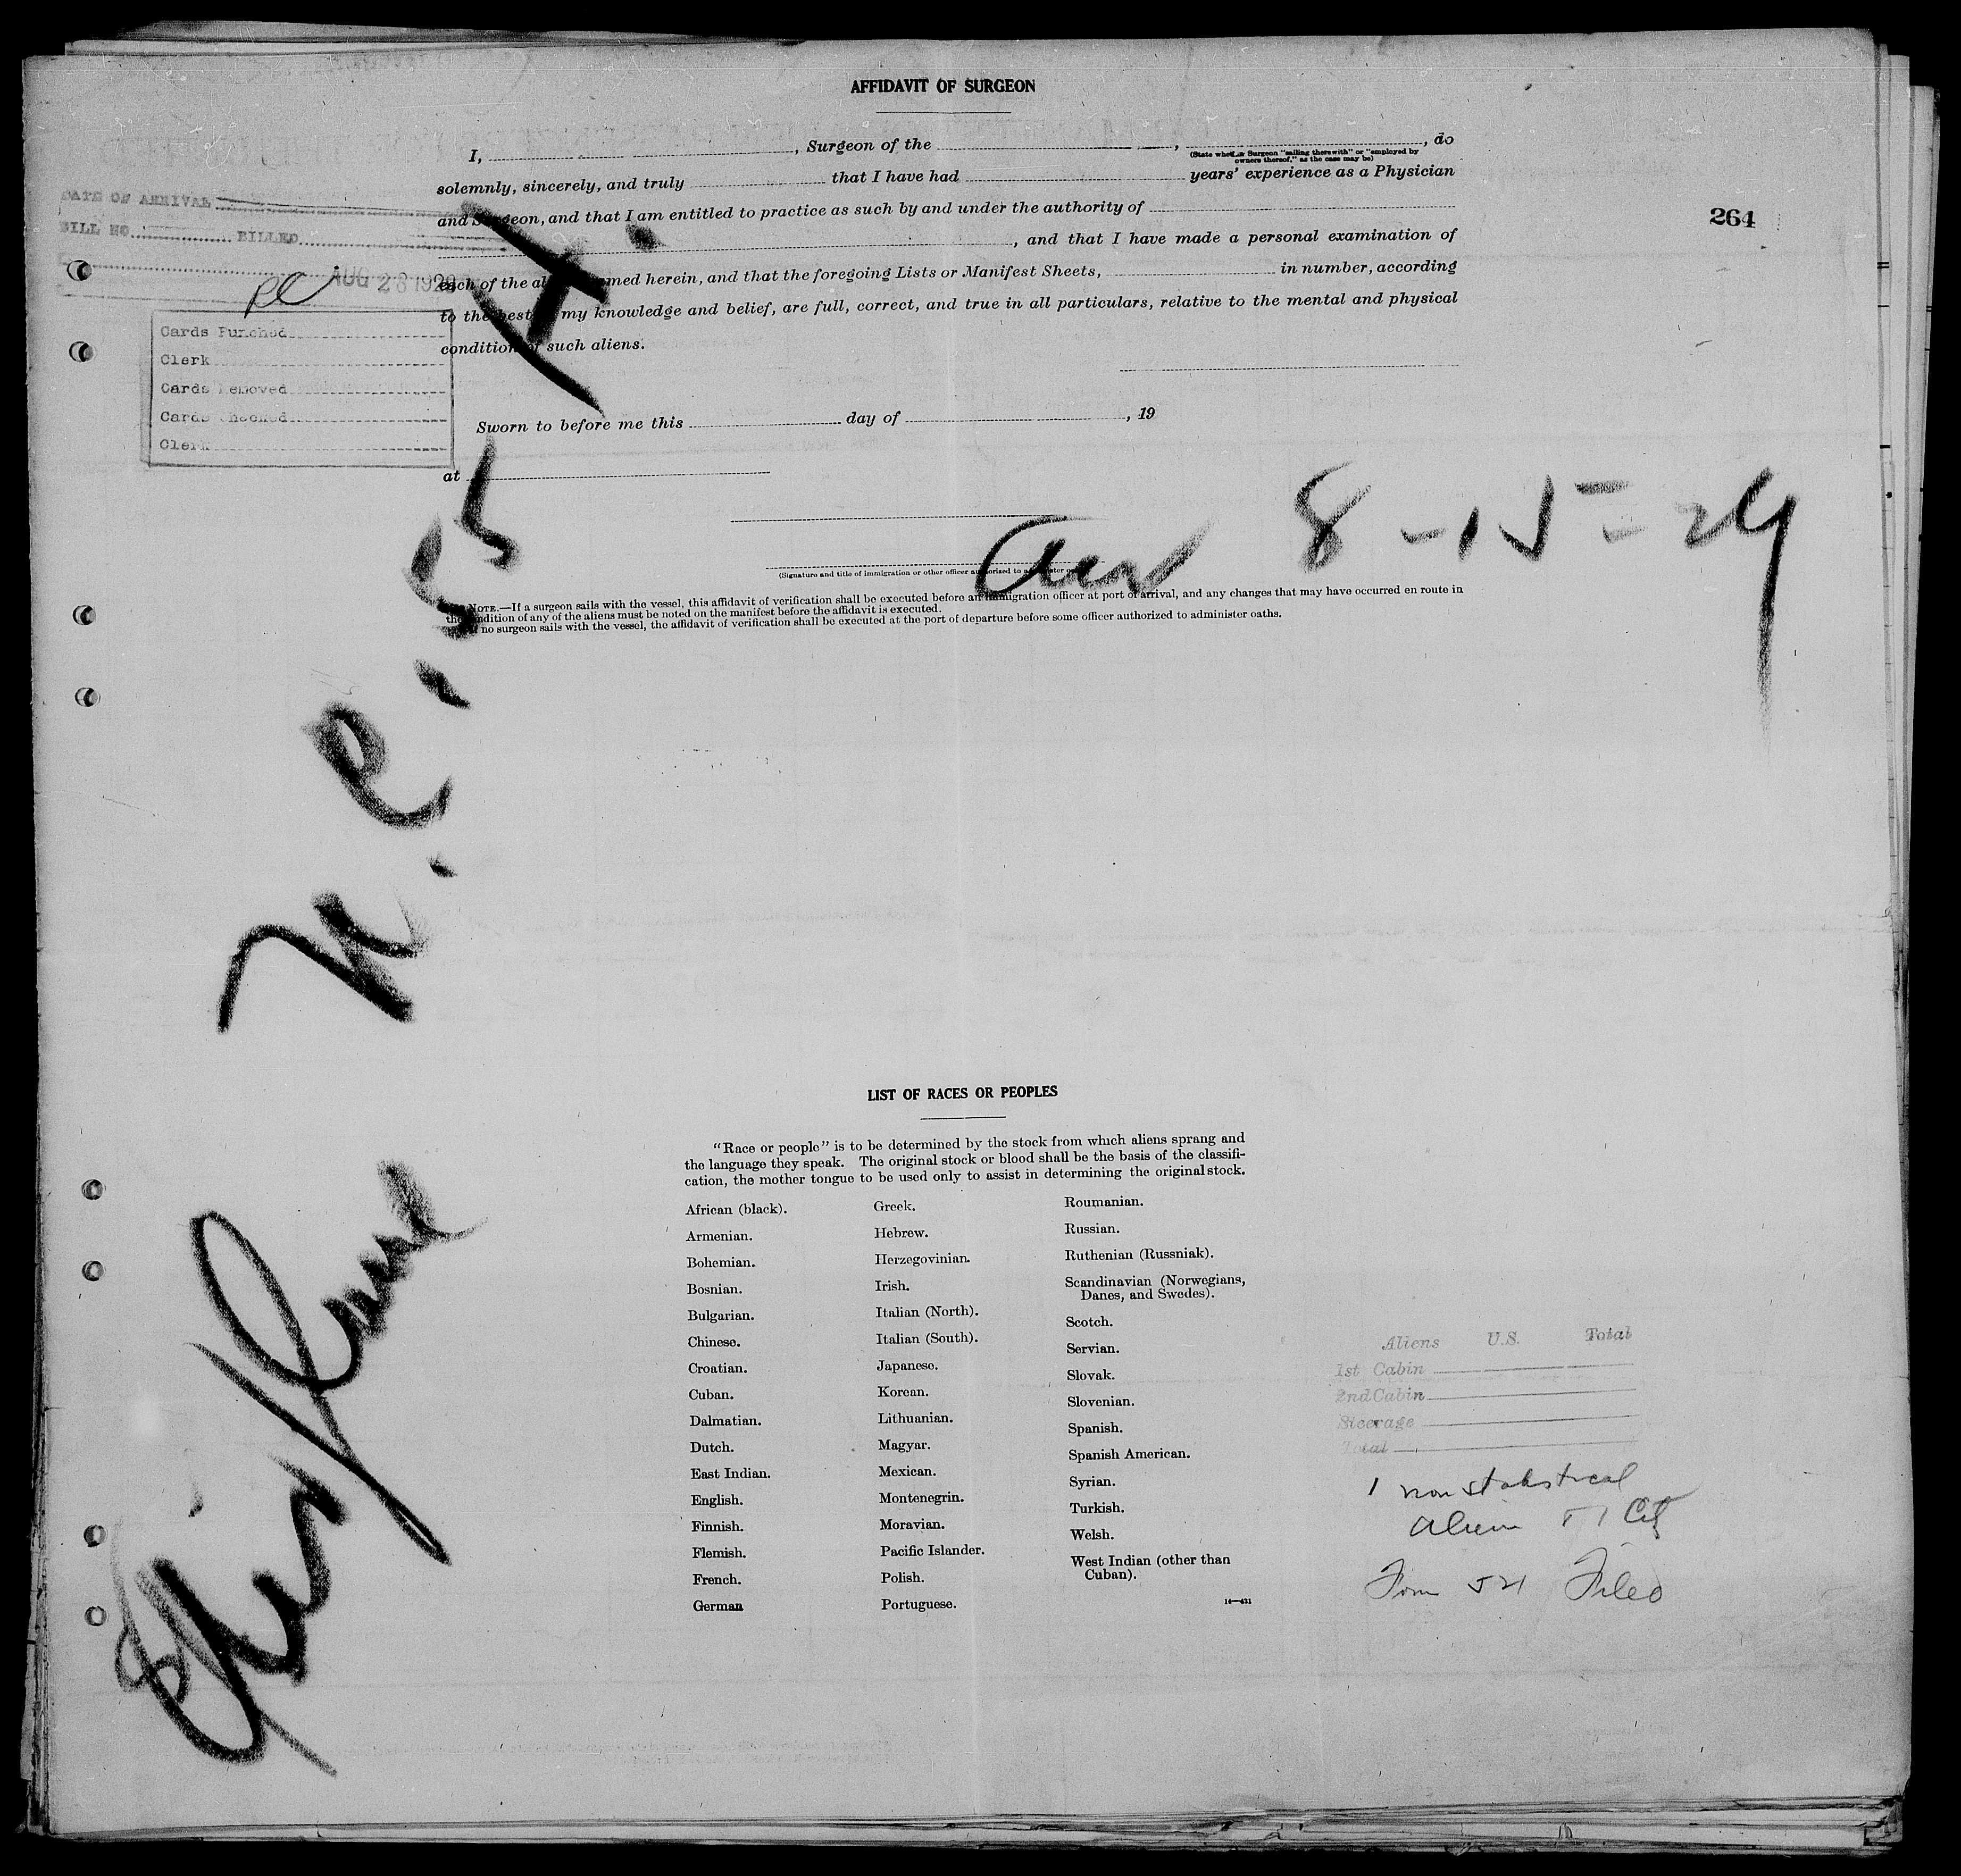 AFFIDAVIT OF SURGEON
I, , Surgeon of the , , do
(State whether Surgeon "sailing therewith" or "employed by
owners thereof," as the case may be)
solemnly, sincerely, and truly that I have had years' experience as a Physician
and Surgeon, and that I am entitled to practice as such by and under the authority of
, and that I have made a personal examination of
each of the al named herein, and that the foregoing Lists or Manifest Sheets, in number, according
to the best my knowledge and belief, are full, correct, and true in all particulars, relative to the mental and physical
condition of such aliens.
Sworn to before me this day of , 19
at
(Signature and title of immigration or other officer authorized to administer
NOTE.—If a surgeon sails with the vessel, this affidavit of verification shall be executed before an immigration officer at port of arrival, and any changes that may have occurred en route in
the condition of any of the aliens must be noted on the manifest before the affidavit is executed.
If no surgeon sails with the vessel, the affidavit of verification shall be executed at the port of departure before some officer authorized to administer oaths.
264
DATE OF ARRIVAL
BILL NO BILLED
AUG 23 1929
Cards Punched
Clerk
Cards Removed
Cards Checked
Clerk
8-15-29
LIST OF RACES OR PEOPLES
"Race or people" is to be determined by the stock from which aliens sprang and
the language they speak. The original stock or blood shall be the basis of the classifi-
cation, the mother tongue to be used only to assist in determining the original stock.
African (black).
Armenian.
Bohemian.
Bosnian.
Bulgarian.
Chinese.
Croatian.
Cuban.
Dalmatian.
Dutch.
East Indian.
English.
Finnish.
Flemish.
French.
German
Greek.
Hebrew.
Herzegovinian.
Irish.
Italian (North).
Italian (South).
Japanese.
Korean.
Lithuanian.
Magyar.
Mexican.
Montenegrin.
Moravian.
Pacific Islander.
Polish.
Portuguese.
Roumanian.
Russian.
Ruthenian (Russniak).
Scandinavian (Norwegians,
Danes, and Swedes).
Scotch.
Servian.
Slovak.
Slovenian.
Spanish.
Spanish American.
Syrian.
Turkish.
Welsh.
West Indian (other than
Cuban).
16—431
Aliens U.S. Total
1st Cabin
2nd Cabin
Steerage
Total
1 non statistical
alien
Form 521 Filed